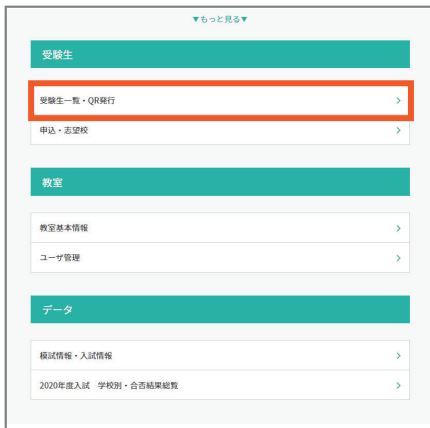 ▼もっと見る▼
受験生
受験生一覧・QR発行
申込・志望校
教室
教室基本情報
ユーザ管理
データ
模試情報・入試情報
2020年度入試　学校別・合否結果総覧